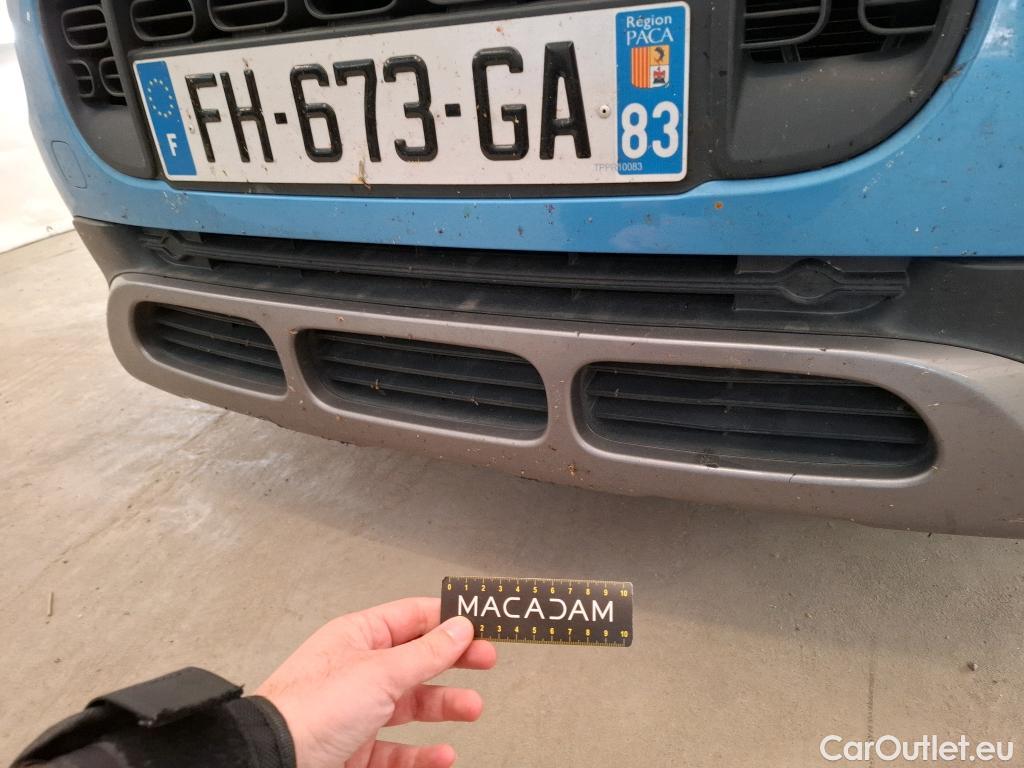 Région
PACA
F
FH-673-GA
83
TPPR10083
0 1 2 3 4 5 6 7 8 9 10
MACADAM
2 3 4 5 6 7 8 9 10
CarOutlet.eu